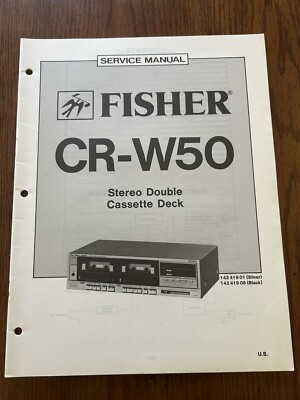 SERVICE MANUAL
FISHER®
CR-W50
Stereo Double
Cassette Deck
142 419 01 (Silver)
142 419 08 (Black)
U.S.